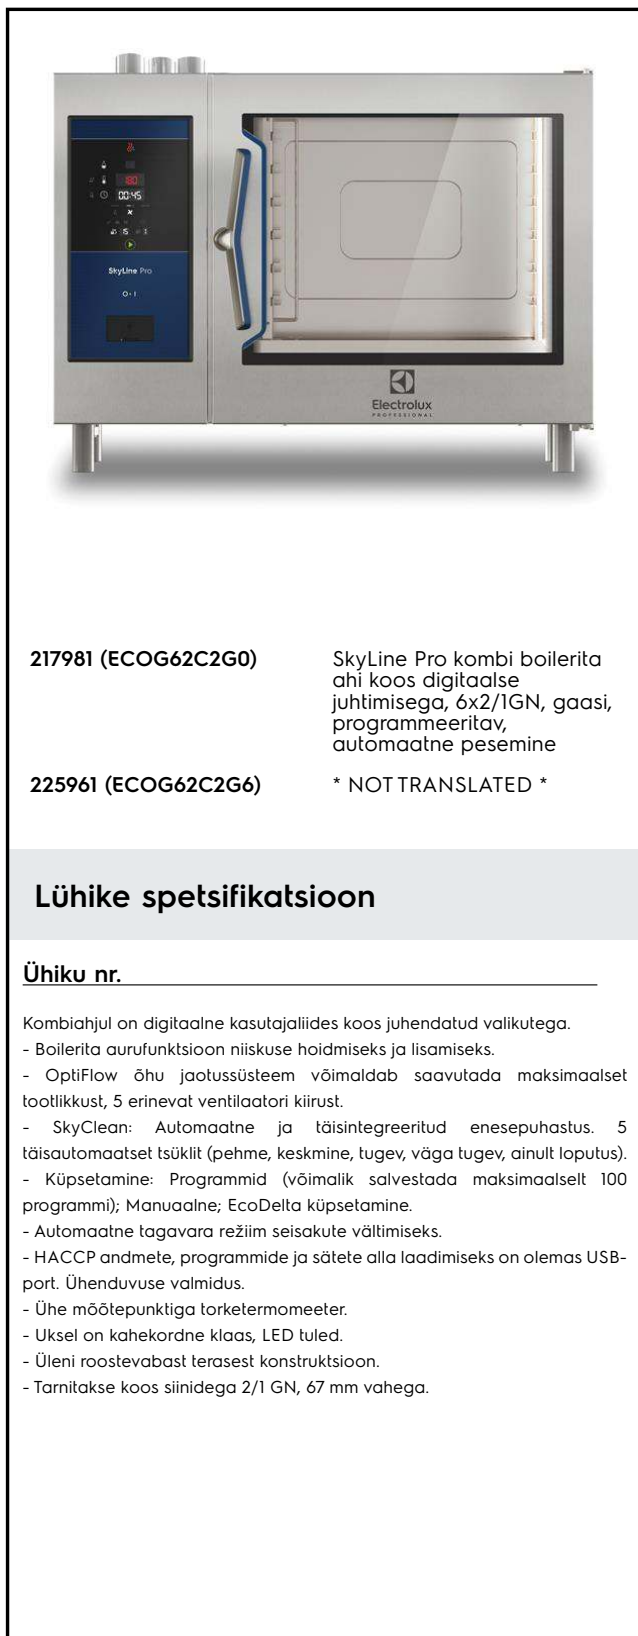 180
00:45
15
SkyLine Pro
Electrolux
PROFESSIONAL
217981 (ECOG62C2G0)
SkyLine Pro kombi boilerita
ahi koos digitaalse
juhtimisega, 6x2/1GN, gaasi,
programmeeritav,
automaatne pesemine
225961 (ECOG62C2G6)
* NOT TRANSLATED *
Lühike spetsifikatsioon
Ühiku nr.
Kombiahjul on digitaalne kasutajaliides koos juhendatud valikutega.
- Boilerita aurufunktsioon niiskuse hoidmiseks ja lisamiseks.
- OptiFlow õhu jaotussüsteem võimaldab saavutada maksimaalset
tootlikkust, 5 erinevat ventilaatori kiirust.
- SkyClean: Automaatne ja täisintegreeritud enesepuhastus. 5
täisautomaatset tsüklit (pehme, keskmine, tugev, väga tugev, ainult loputus).
- Küpsetamine: Programmid (võimalik salvestada maksimaalselt 100
programmi); Manuaalne; EcoDelta küpsetamine.
- Automaatne tagavara režiim seisakute vältimiseks.
- HACCP andmete, programmide ja sätete alla laadimiseks on olemas USB-
port. Ühenduvuse valmidus.
- Ühe mõõtepunktiga torketermomeeter.
- Uksel on kahekordne klaas, LED tuled.
- Üleni roostevabast terasest konstruktsioon.
- Tarnitakse koos siinidega 2/1 GN, 67 mm vahega.